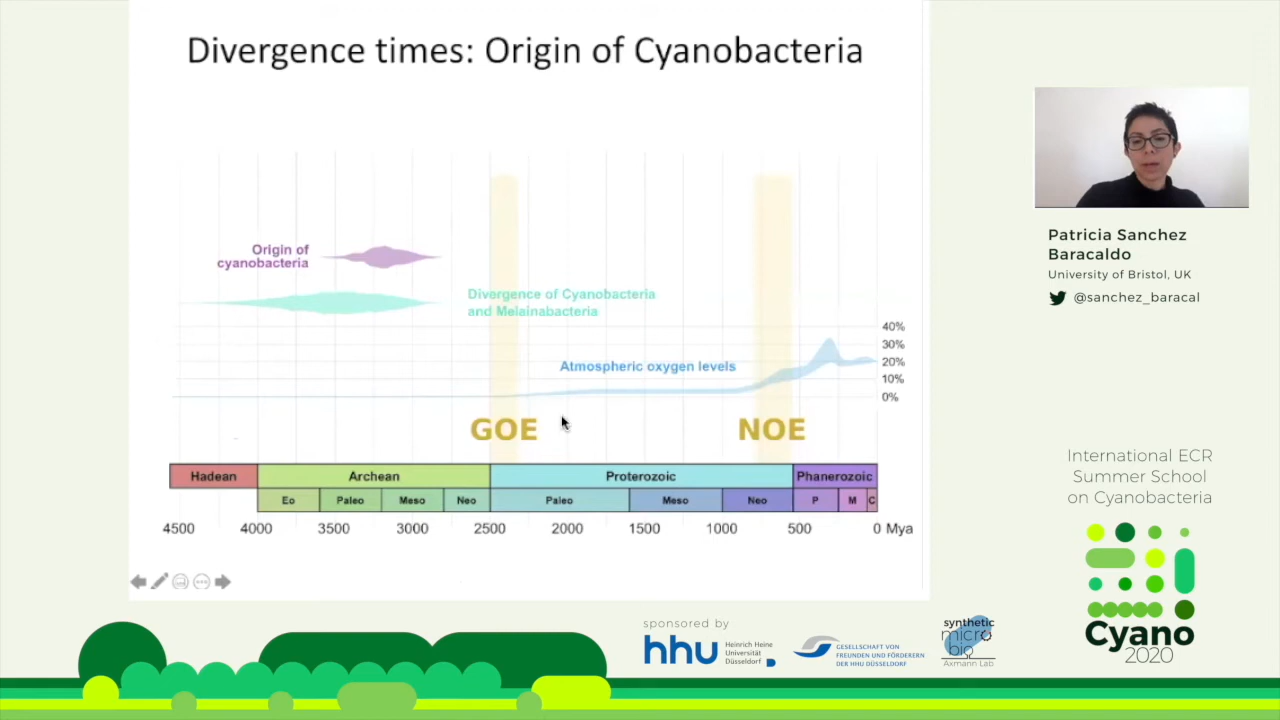 Divergence times: Origin of Cyanobacteria
Origin of
cyanobacteria
Divergence of Cyanobacteria
and Melainabacteria
Atmospheric oxygen levels
40%
30%
20%
10%
0%
GOE
NOE
Hadean
Archean
Proterozoic
Phanerozoic
Eo
Paleo
Meso
Neo
Paleo
Meso
Neo
P
M
C
4500
4000
3500
3000
2500
2000
1500
1000
500
0 Mya
Patricia Sanchez
Baracaldo
University of Bristol, UK
@sanchez_baracal
International ECR
Summer School
on Cyanobacteria
Cyano
2020
sponsored by
hhu
Heinrich Heine
Universität
Düsseldorf
GESELLSCHAFT VON
FREUNDEN UND FÖRDERERN
DER HHU DÜSSELDORF
synthetic
micro
bio
Axmann Lab.